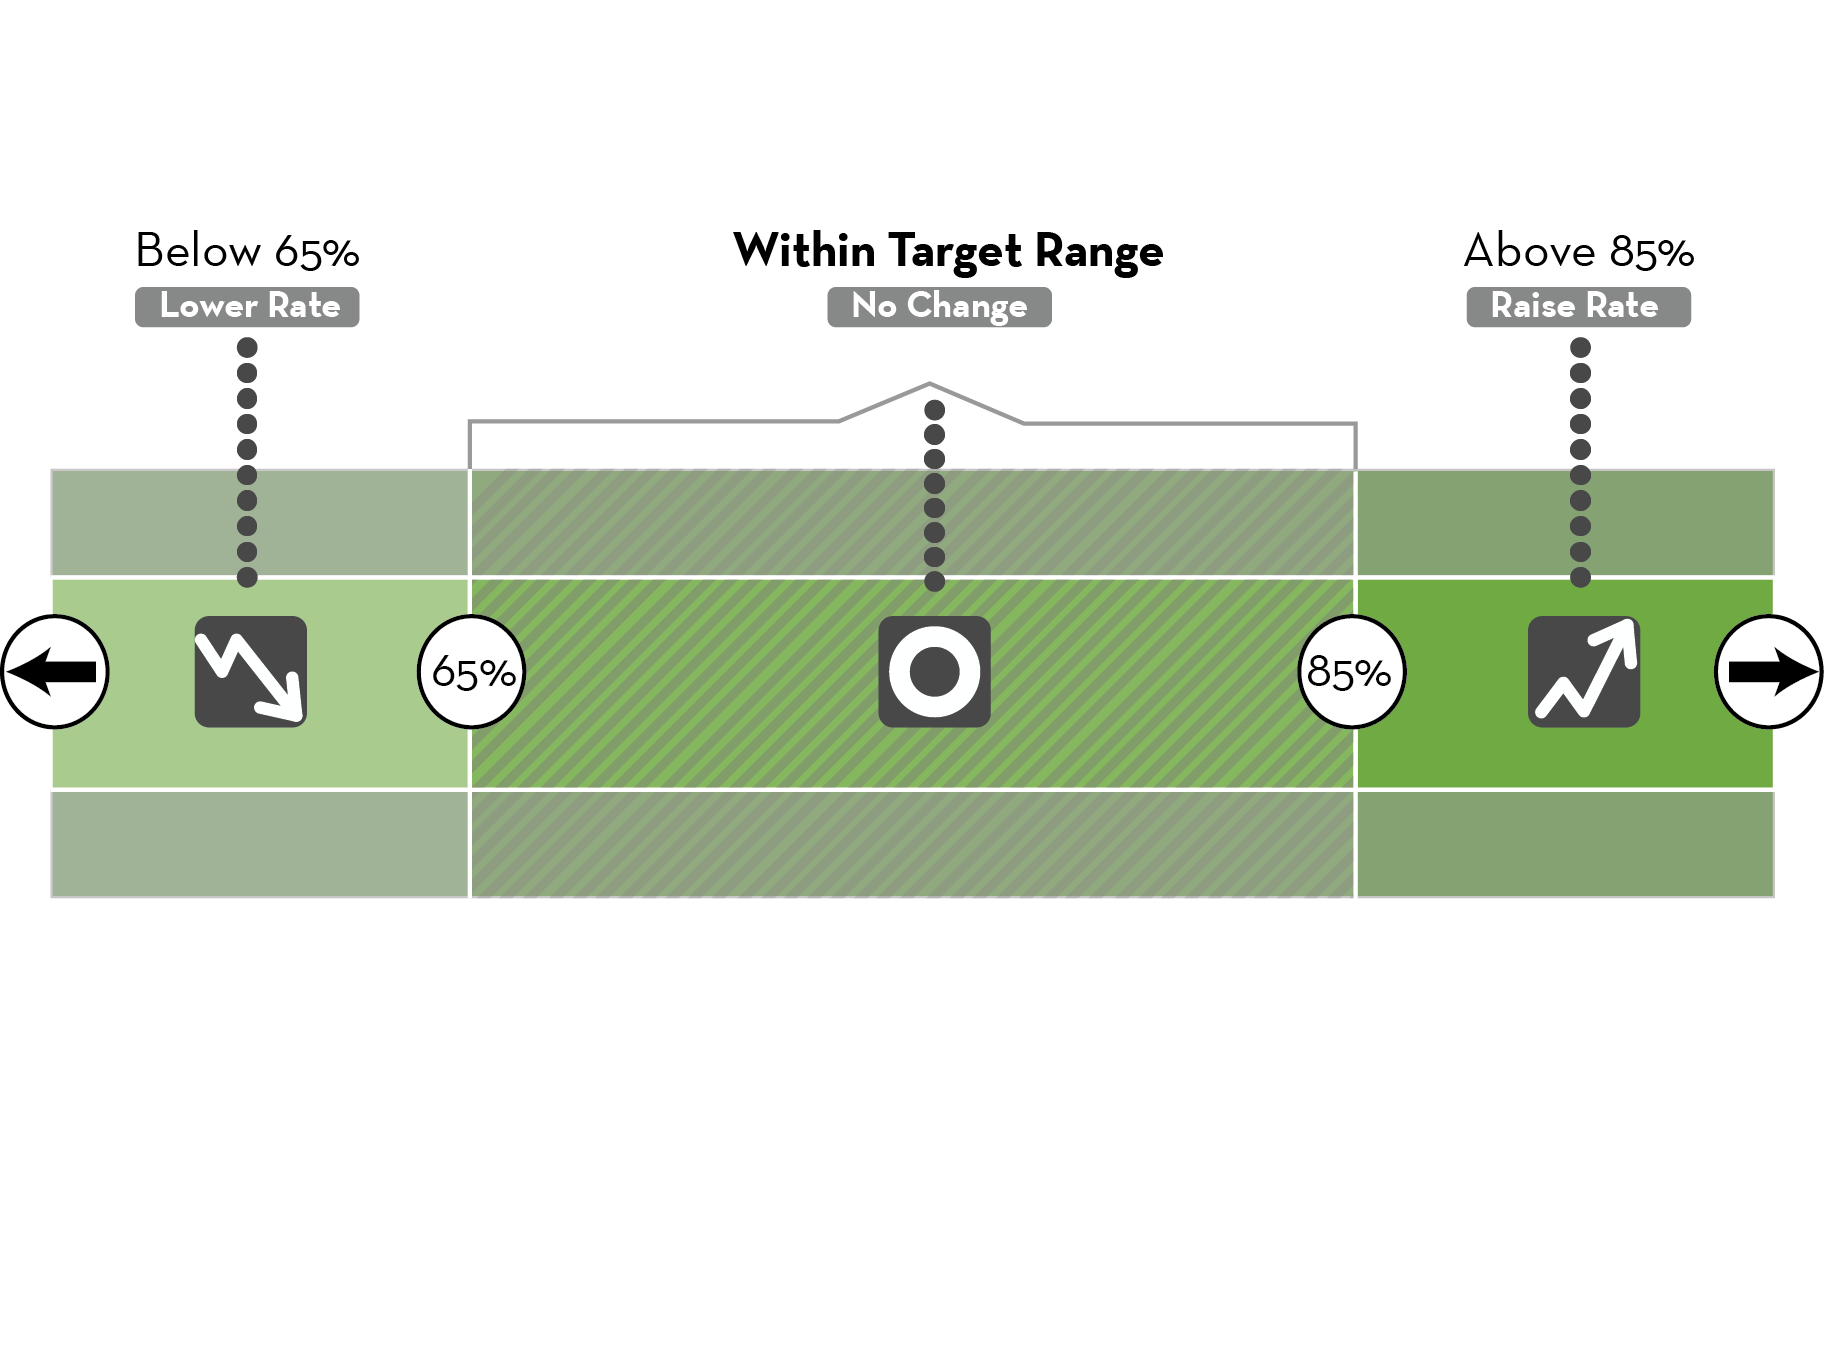 Below 65%
Lower Rate
Within Target Range
No Change
Above 85%
Raise Rate
65%
85%